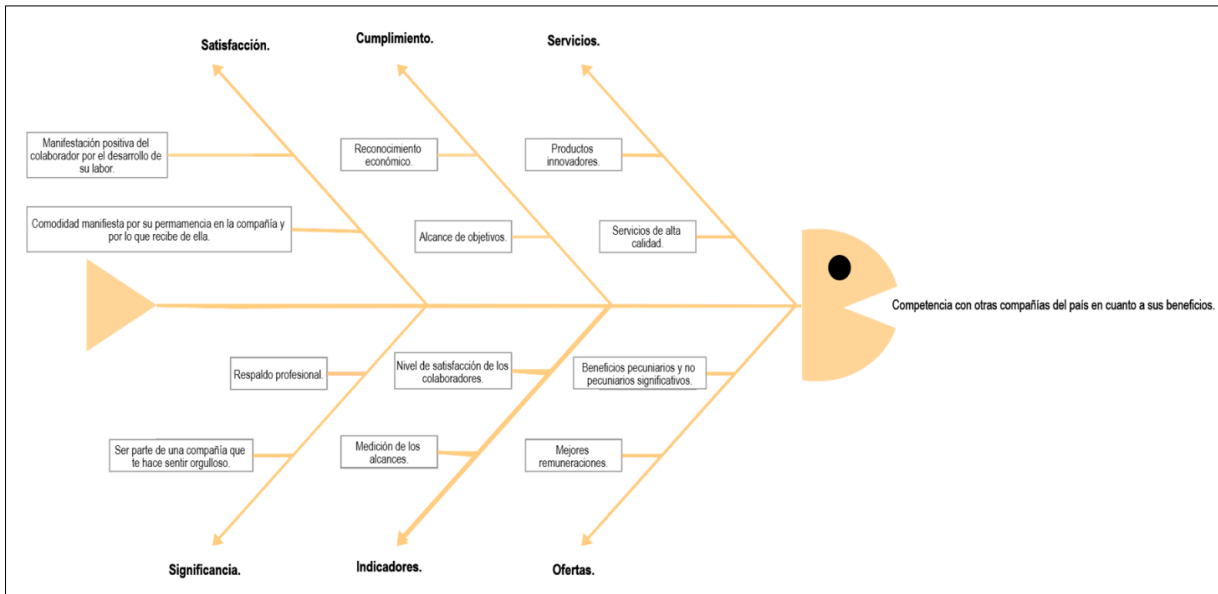 Satisfacción.
Cumplimiento.
Servicios.
Manifestación positiva del
colaborador por el desarrollo de
su labor.
Reconocimiento
económico.
Productos
innovadores.
Comodidad manifiesta por su permamencia en la compañía y
por lo que recibe de ella.
Alcance de objetivos.
Servicios de alta
calidad.
Competencia con otras compañías del país en cuanto a sus beneficios.
Respaldo profesional.
Nivel de satisfacción de los
colaboradores.
Beneficios pecuniarios y no
pecuniarios significativos.
Ser parte de una compañía que
te hace sentir orgulloso.
Medición de los
alcances.
Mejores
remuneraciones.
Significancia.
Indicadores.
Ofertas.